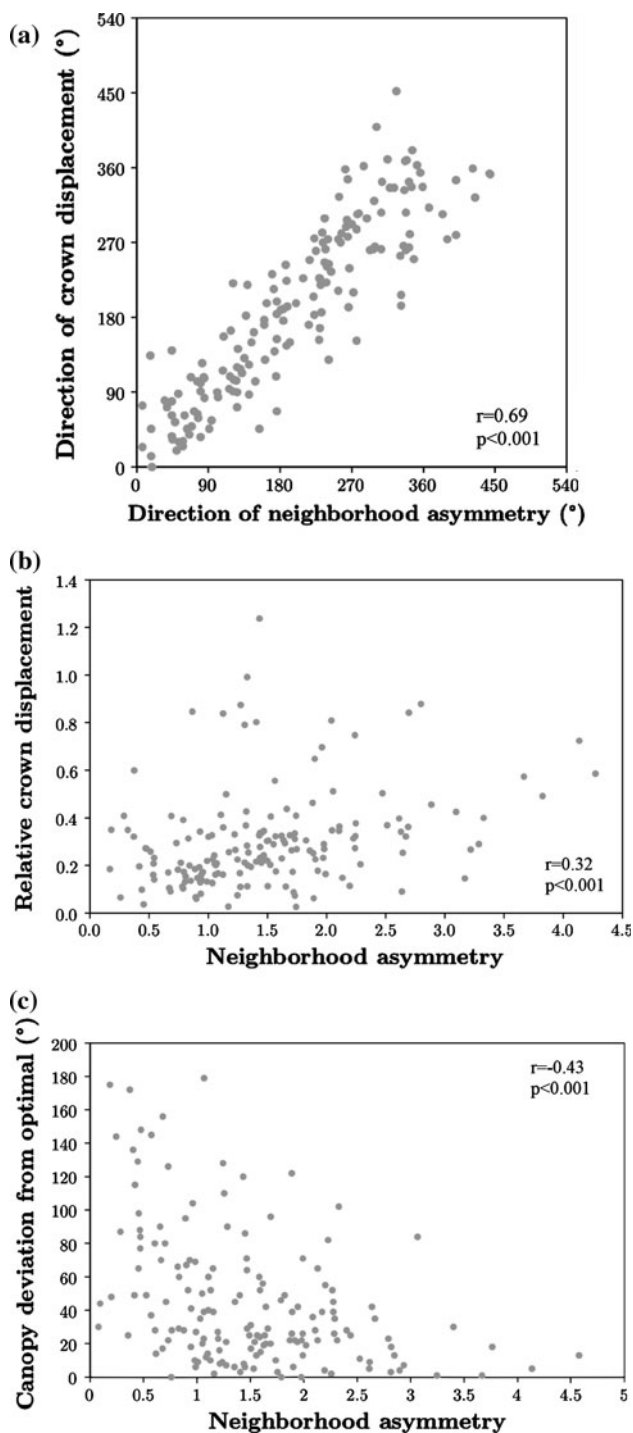 (a)
Direction of crown displacement (°)
540
450
360
270
180
90
0
r=0.69
p<0.001
0 90 180 270 360 450 540
Direction of neighborhood asymmetry (°)
(b)
Relative crown displacement
1.4
1.2
1.0
0.8
0.6
0.4
0.2
0.0
r=0.32
p<0.001
0.0 0.5 1.0 1.5 2.0 2.5 3.0 3.5 4.0 4.5
Neighborhood asymmetry
(c)
Canopy deviation from optimal (°)
200
180
160
140
120
100
80
60
40
20
0
r=-0.43
p<0.001
0 0.5 1 1.5 2 2.5 3 3.5 4 4.5 5
Neighborhood asymmetry